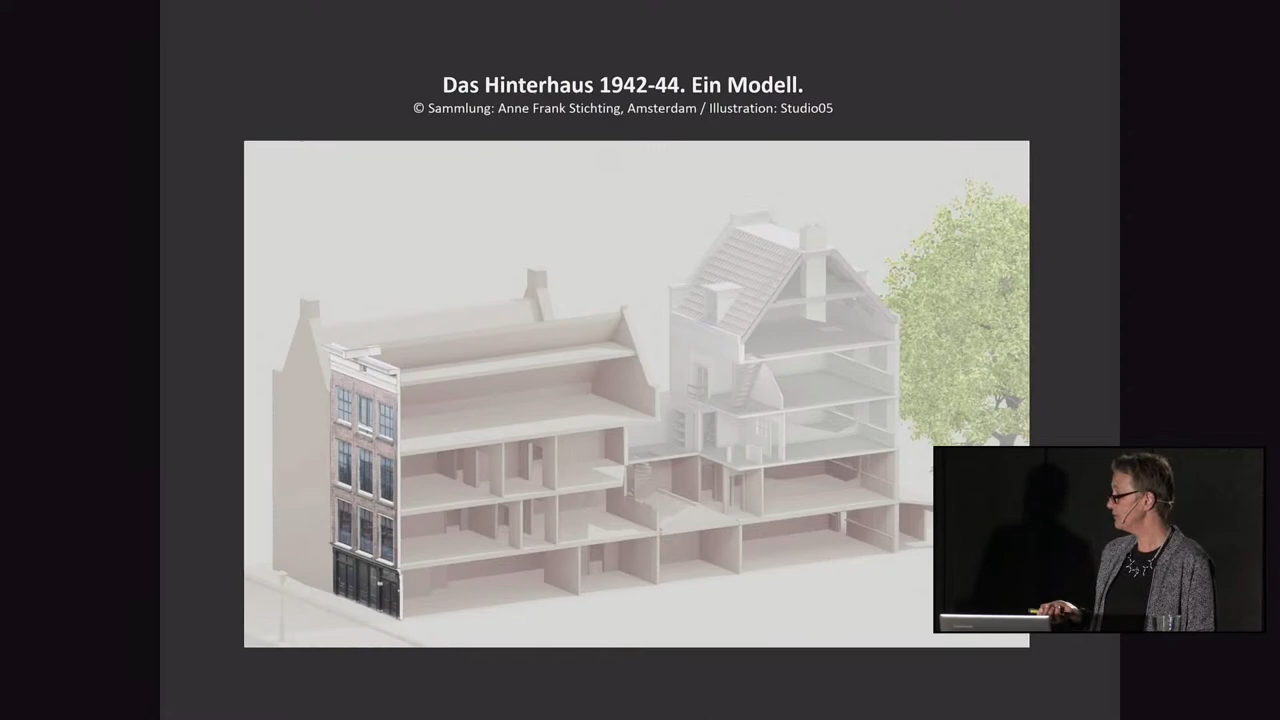 Das Hinterhaus 1942-44. Ein Modell.
© Sammlung: Anne Frank Stichting, Amsterdam / Illustration: Studio05